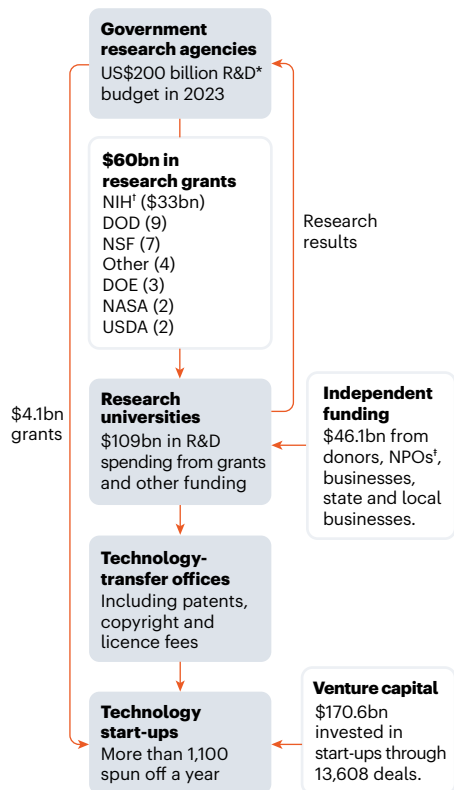 Government
research agencies
US$200 billion R&D*
budget in 2023
$60bn in
research grants
NIH† ($33bn)
DOD (9)
NSF (7)
Other (4)
DOE (3)
NASA (2)
USDA (2)
Research
results
$4.1bn
grants
Research
universities
$109bn in R&D
spending from grants
and other funding
Independent
funding
$46.1bn from
donors, NPOs‡,
businesses,
state and local
businesses.
Technology-
transfer offices
Including patents,
copyright and
licence fees
Technology
start-ups
More than 1,100
spun off a year
Venture capital
$170.6bn
invested in
start-ups through
13,608 deals.